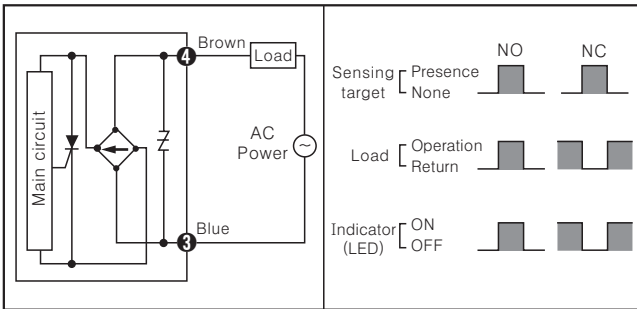 Main circuit
4
Brown
Load
AC
Power
~
3
Blue
NO NC
Sensing
target
Presence
None
Load
Operation
Return
Indicator
(LED)
ON
OFF